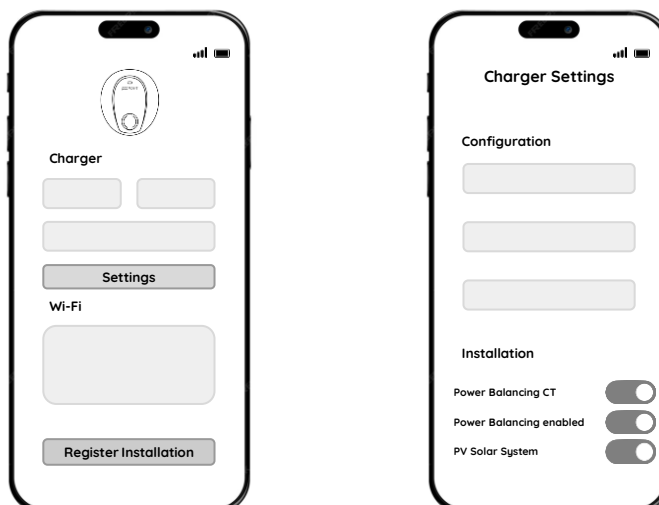 Charger
Settings
Wi-Fi
Register Installation
Charger Settings
Configuration
Installation
Power Balancing CT
Power Balancing enabled
PV Solar System